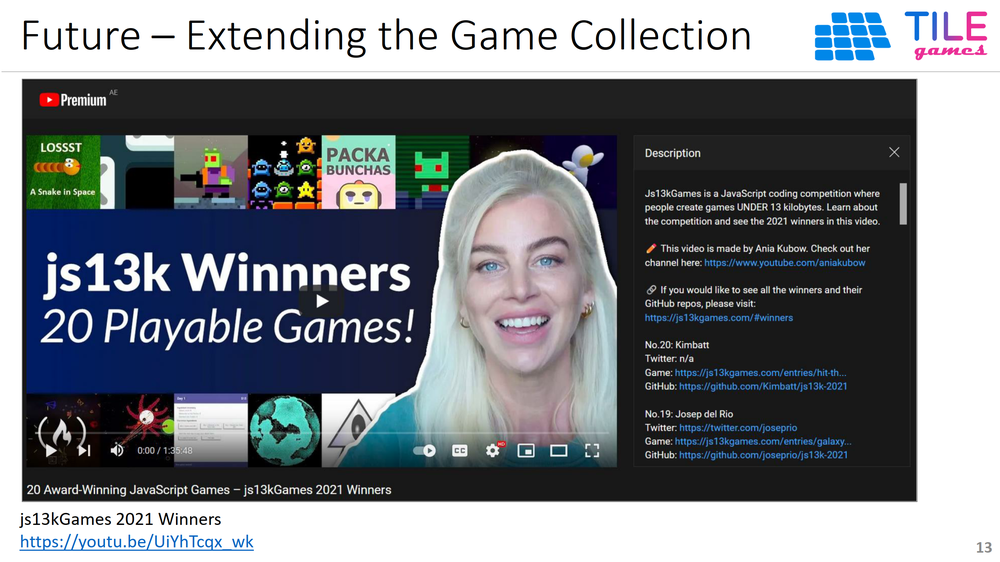 Future – Extending the Game Collection
TILE
games
Premium AE
LOSSST
A Snake in Space
PACKA
BUNCHAS
js13k Winnners
20 Playable Games!
0:00 / 1:35:48
CC
HD
20 Award-Winning JavaScript Games – js13kGames 2021 Winners
Description
Js13kGames is a JavaScript coding competition where
people create games UNDER 13 kilobytes. Learn about
the competition and see the 2021 winners in this video.
🖍️ This video is made by Ania Kubow. Check out her
channel here: https://www.youtube.com/aniakubow
🔗 If you would like to see all the winners and their
GitHub repos, please visit:
https://js13kgames.com/#winners
No.20: Kimbatt
Twitter: n/a
Game: https://js13kgames.com/entries/hit-th...
GitHub: https://github.com/Kimbatt/js13k-2021
No.19: Josep del Rio
Twitter: https://twitter.com/joseprio
Game: https://js13kgames.com/entries/galaxy...
GitHub: https://github.com/joseprio/js13k-2021
js13kGames 2021 Winners
https://youtu.be/UiYhTcqx_wk
13